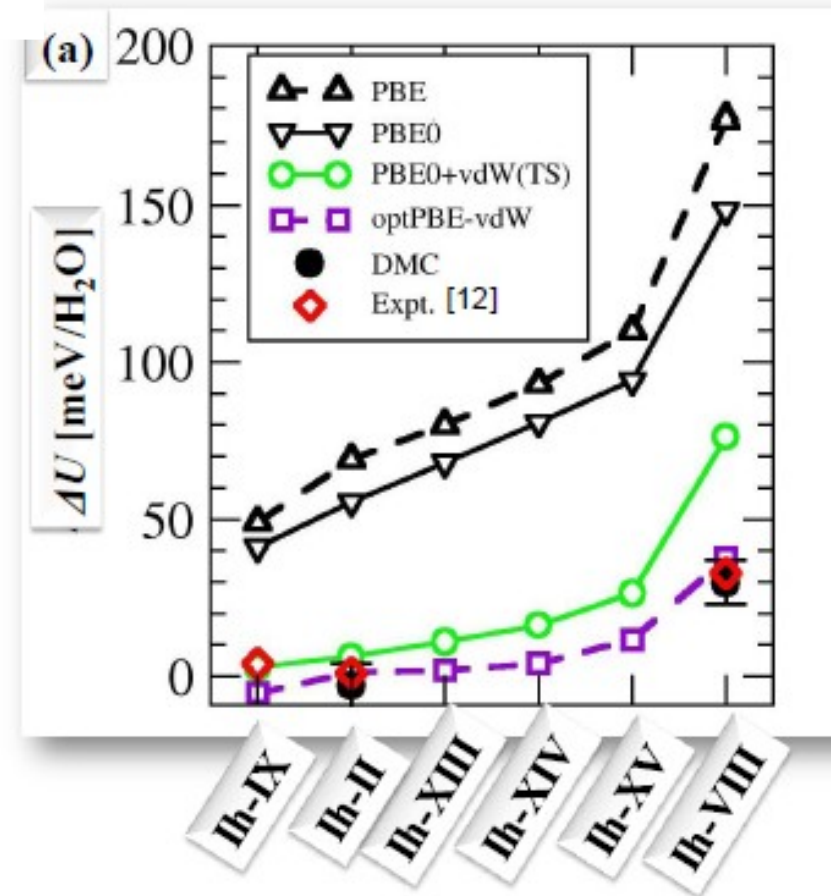 (a)
200
150
100
50
0
ΔU [meV/H₂O]
PBE
PBE0
PBE0+vdW(TS)
optPBE-vdW
DMC
Expt. [12]
Ih-IX
Ih-II
Ih-XIII
Ih-XIV
Ih-XV
Ih-VIII